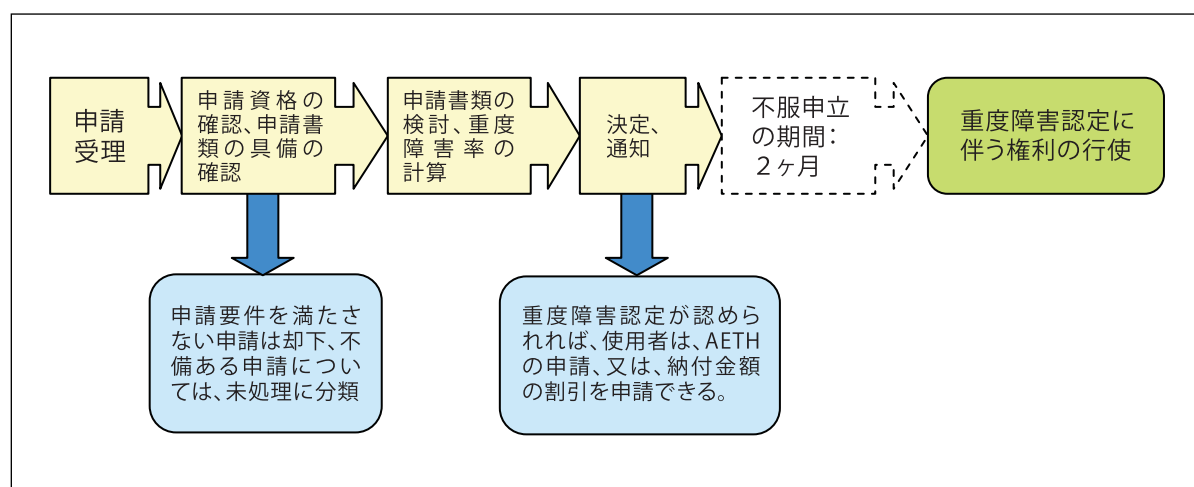 申請
受理
申請資格の
確認、申請書
類の具備の
確認
申請書類の
検討、重度
障害率の
計算
決定、
通知
不服申立
の期間：
２ヶ月
重度障害認定に
伴う権利の行使
申請要件を満たさ
ない申請は却下、不
備ある申請につい
ては、未処理に分類
重度障害認定が認めら
れれば、使用者は、AETH
の申請、又は、納付金額
の割引を申請できる。